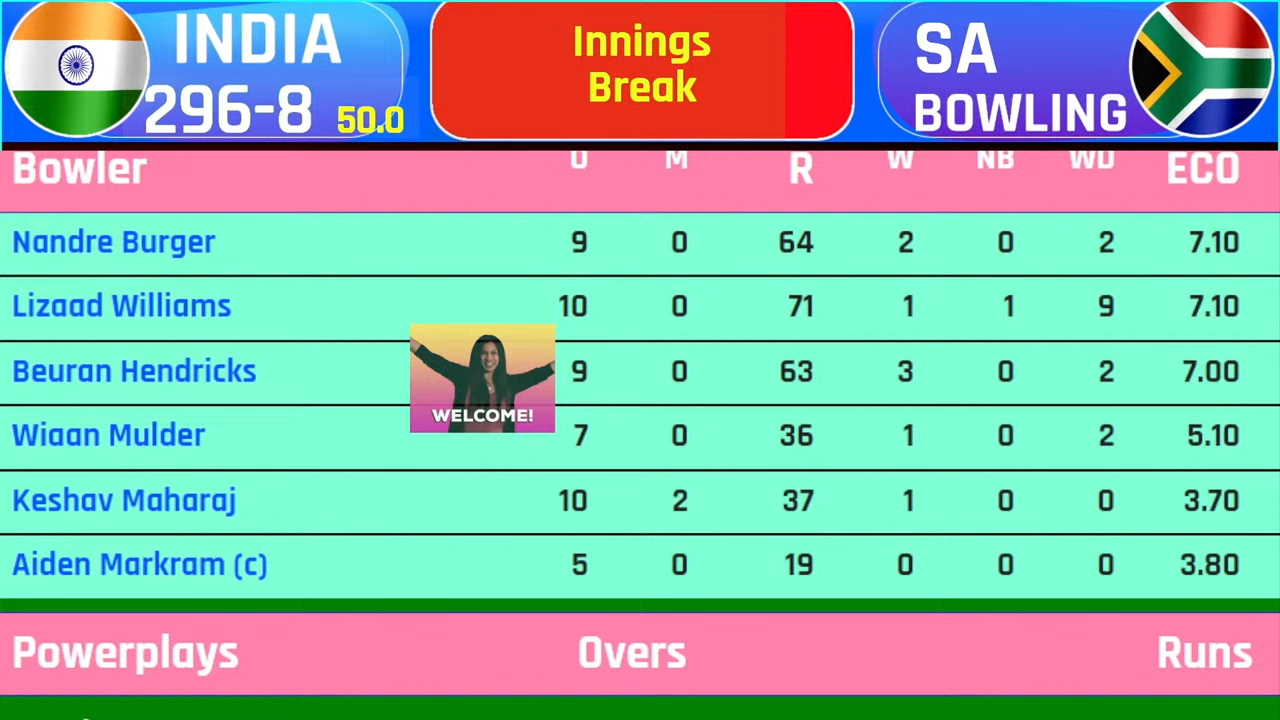 INDIA
296-8 50.0
Innings
Break
SA
BOWLING
Bowler O M R W NB WD ECO
Nandre Burger 9 0 64 2 0 2 7.10
Lizaad Williams 10 0 71 1 1 9 7.10
Beuran Hendricks 9 0 63 3 0 2 7.00
WELCOME!
Wiaan Mulder 7 0 36 1 0 2 5.10
Keshav Maharaj 10 2 37 1 0 0 3.70
Aiden Markram (c) 5 0 19 0 0 0 3.80
Powerplays Overs Runs